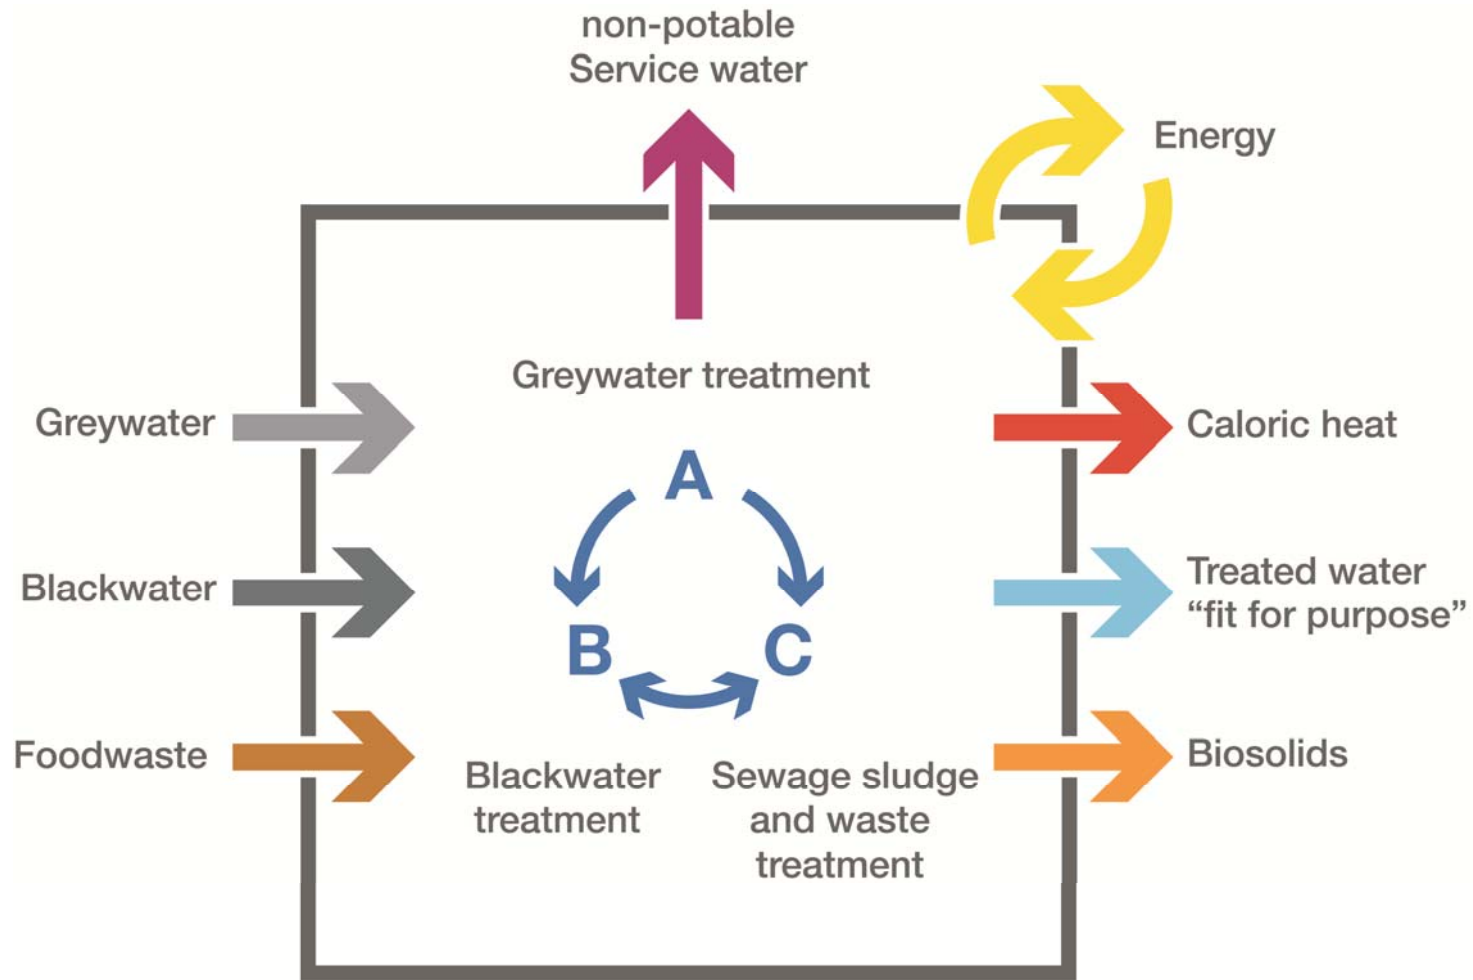 non-potable
Service water
Energy
Greywater treatment
Greywater
Caloric heat
A
Blackwater
Treated water
“fit for purpose”
B
C
Foodwaste
Biosolids
Blackwater
treatment
Sewage sludge
and waste
treatment